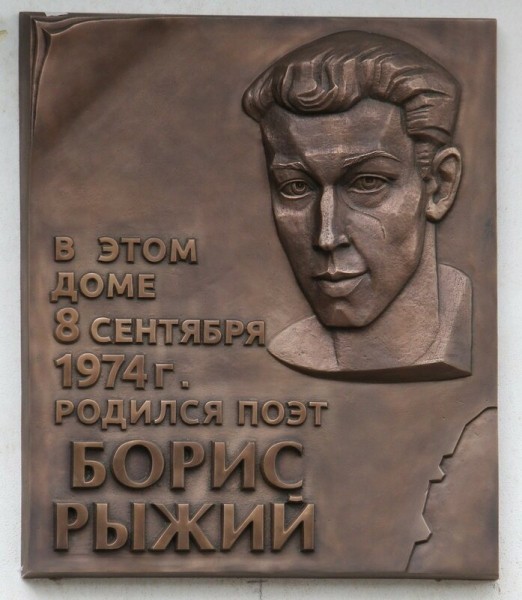 В ЭТОМ
ДОМЕ
8 СЕНТЯБРЯ
1974 г.
РОДИЛСЯ ПОЭТ
БОРИС
РЫЖИЙ